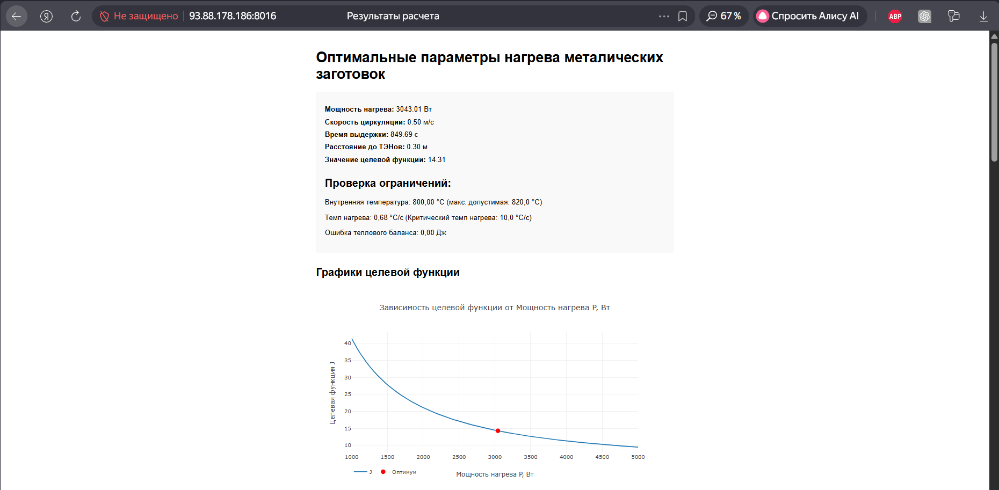 Не защищено 93.88.178.186:8016 Результаты расчета 67 % Спросить Алису AI ABP
Оптимальные параметры нагрева металических
заготовок
Мощность нагрева: 3043.01 Вт
Скорость циркуляции: 0.50 м/с
Время выдержки: 849.69 с
Расстояние до ТЭНов: 0.30 м
Значение целевой функции: 14.31
Проверка ограничений:
Внутренняя температура: 800,00 °C (макс. допустимая: 820,0 °C)
Темп нагрева: 0,68 °C/с (Критический темп нагрева: 10,0 °C/с)
Ошибка теплового баланса: 0,00 Дж
Графики целевой функции
Зависимость целевой функции от Мощность нагрева P, Вт
Целевая функция J
40
35
30
25
20
15
10
1000 1500 2000 2500 3000 3500 4000 4500 5000
J Оптимум
Мощность нагрева P, Вт